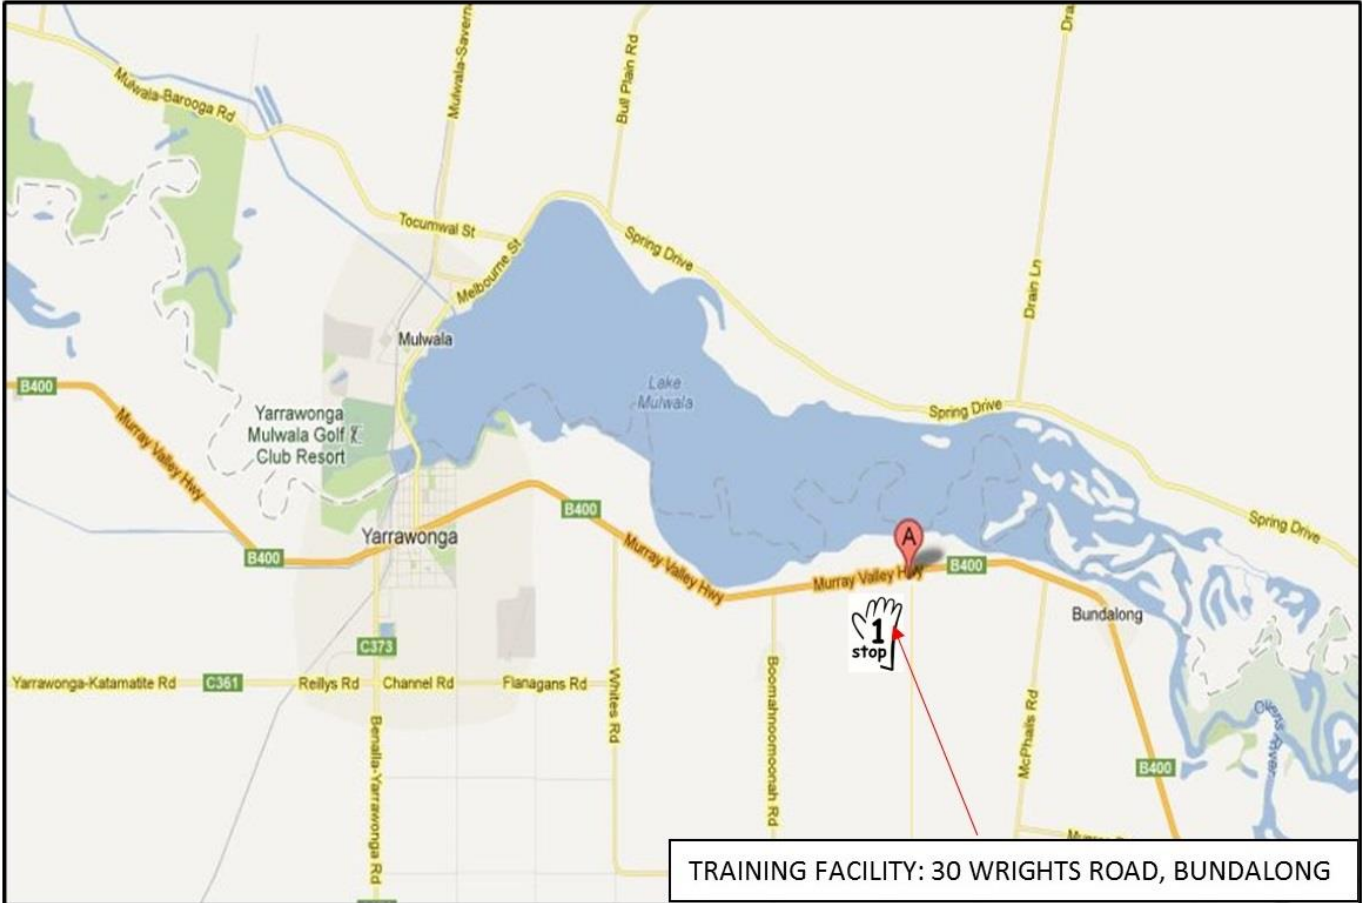 Mulwala-Barooga Rd
Mulwala-Savern
Bull Plain Rd
Dra
Tocumwal St
Melbourne St
Spring Drive
Drain Ln
Mulwala
Lake
Mulwala
B400
Spring Drive
Yarrawonga
Mulwala Golf
Club Resort
Murray Valley Hwy
B400
Spring Drive
Yarrawonga
B400
Murray Valley Hwy
A
Murray Valley Hwy
B400
1
stop
Bundalong
C373
Yarrawonga-Katamatite Rd
C361
Reillys Rd
Channel Rd
Flanagans Rd
Whites Rd
Boomahnoomoonah Rd
McPhails Rd
Ovens River
B400
Benalla-Yarrawonga Rd
TRAINING FACILITY: 30 WRIGHTS ROAD, BUNDALONG